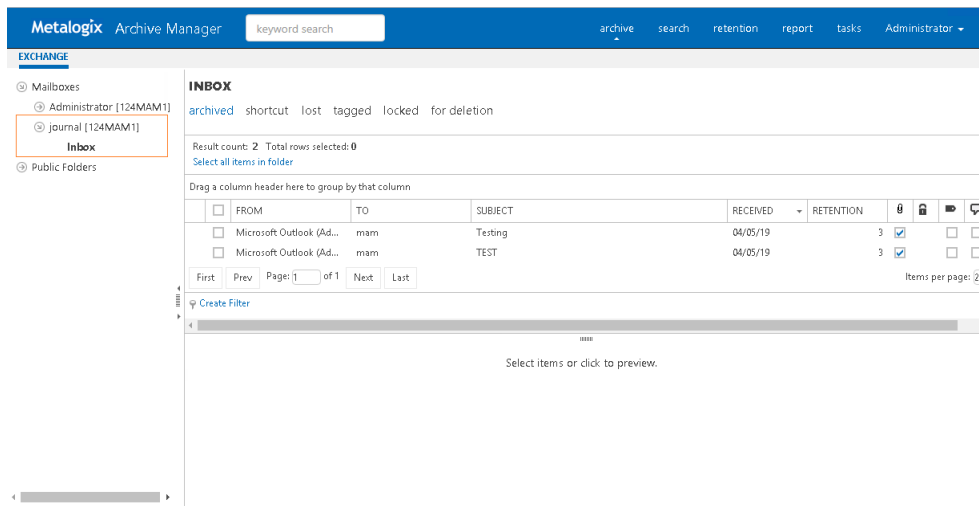 Metalogix Archive Manager
keyword search
archive search retention report tasks Administrator
EXCHANGE
Mailboxes
Administrator [124MAM1]
journal [124MAM1]
Inbox
Public Folders
INBOX
archived shortcut lost tagged locked for deletion
Result count: 2 Total rows selected: 0
Select all items in folder
Drag a column header here to group by that column
FROM TO SUBJECT RECEIVED RETENTION
Microsoft Outlook (Ad... mam Testing 04/05/19 3
Microsoft Outlook (Ad... mam TEST 04/05/19 3
First Prev Page: 1 of 1 Next Last Items per page: 2
Create Filter
Select items or click to preview.